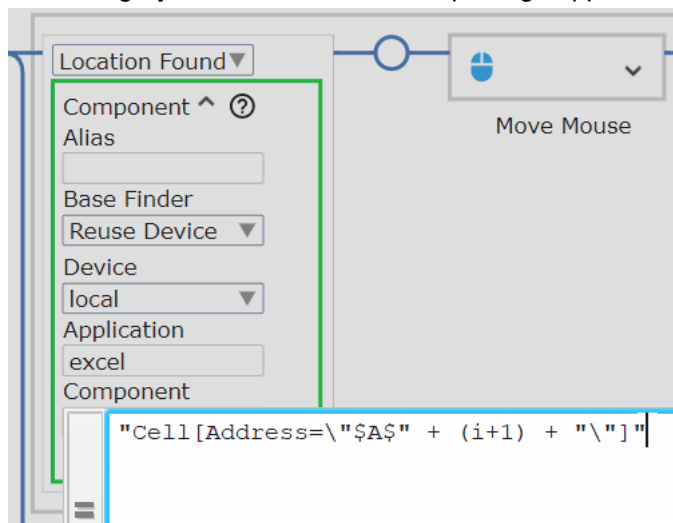 Location Found
Component
Alias
Base Finder
Reuse Device
Device
local
Application
excel
Component
"Cell[Address=\"$A$" + (i+1) + "\"]"
Move Mouse